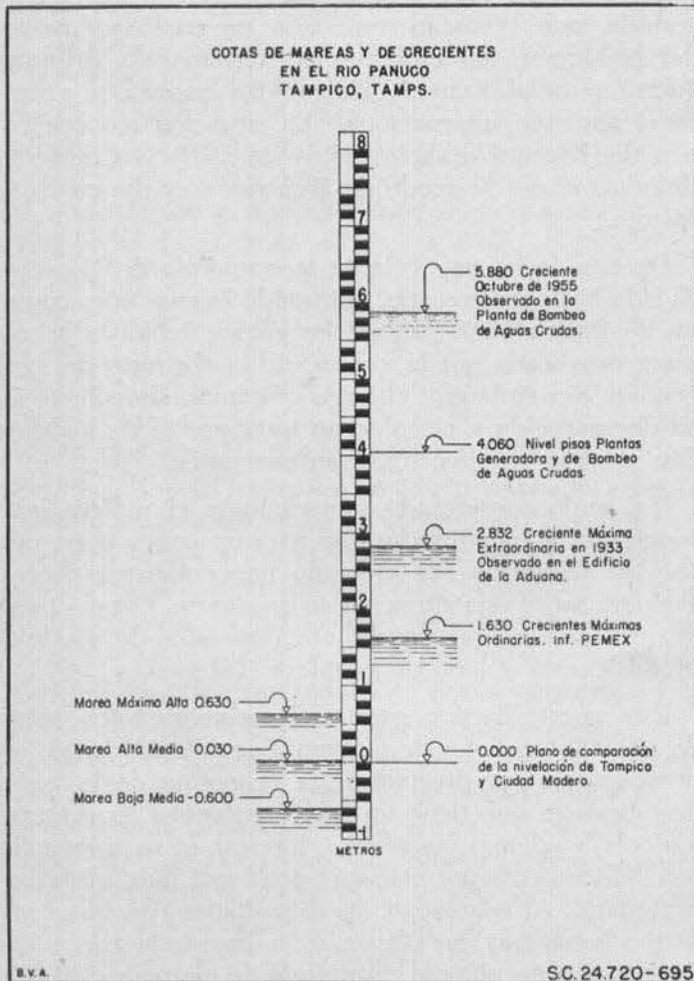 COTAS DE MAREAS Y DE CRECIENTES
EN EL RIO PANUCO
TAMPICO, TAMPS.
8
7
6
5.880 Creciente
Octubre de 1955
Observado en la
Planta de Bombeo
de Aguas Crudas.
5
4
4.060 Nivel pisos Plantas
Generadora y de Bombeo
de Aguas Crudas.
3
2.832 Creciente Máxima
Extraordinaria en 1933
Observado en el Edificio
de la Aduana.
2
1.630 Crecientes Máximas
Ordinarias. Inf. PEMEX
1
Marea Máxima Alta 0.630
Marea Alta Media 0.030
0
0.000 Plano de comparación
de la nivelación de Tampico
y Ciudad Madero.
Marea Baja Media -0.600
1
METROS
B.V.A.
S.C. 24.720-695